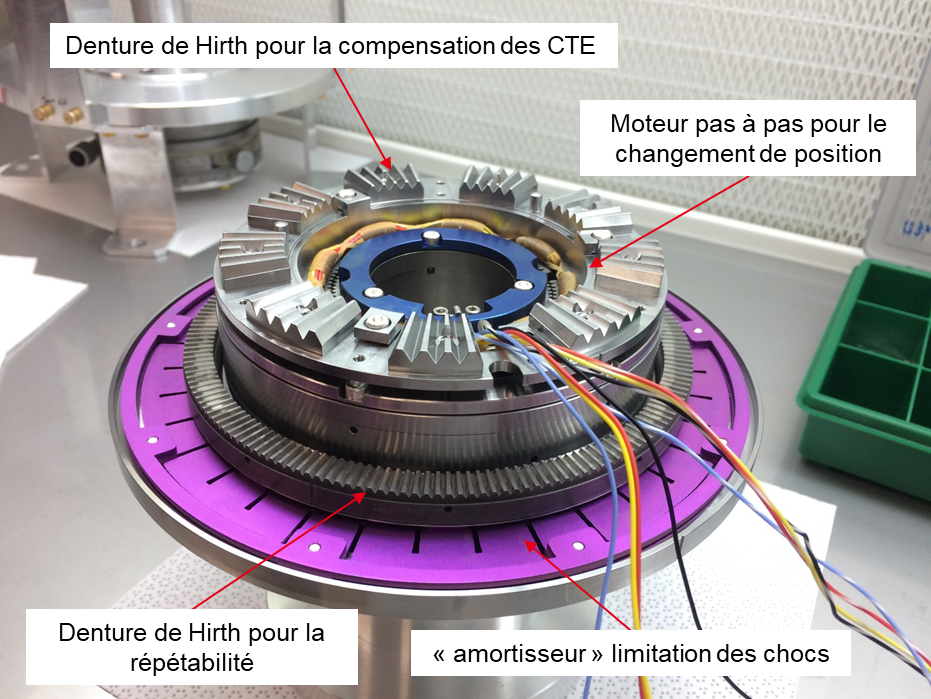 Denture de Hirth pour la compensation des CTE
Moteur pas à pas pour le
changement de position
Denture de Hirth pour la
répétabilité
« amortisseur » limitation des chocs